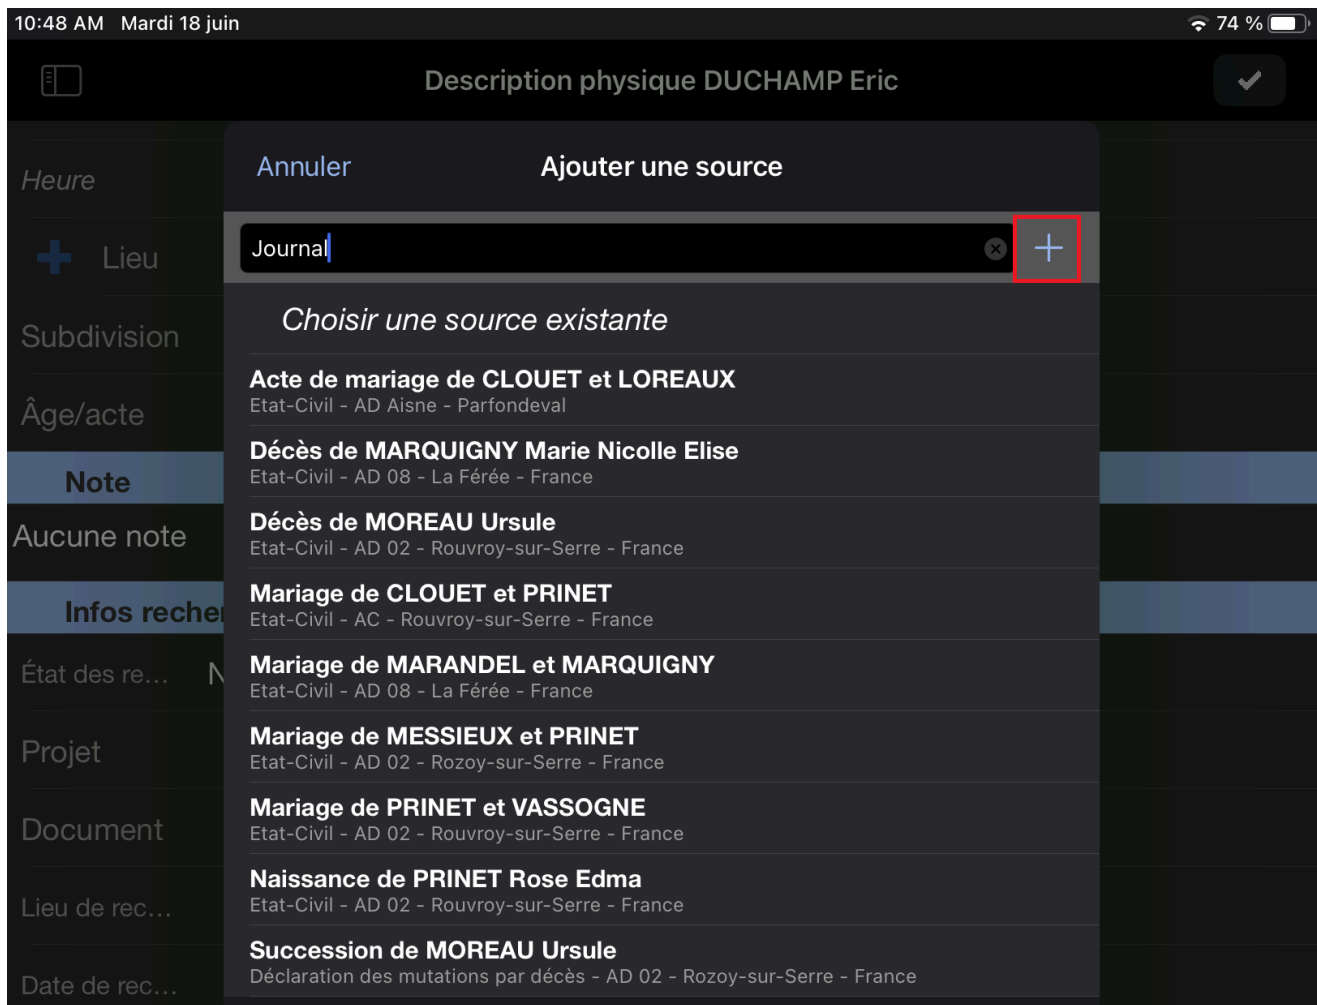 10:48 AM Mardi 18 juin 74 %
Description physique DUCHAMP Eric
Annuler Ajouter une source
Heure
Journal
Lieu
Choisir une source existante
Subdivision
Acte de mariage de CLOUET et LOREAUX
Etat-Civil - AD Aisne - Parfondeval
Âge/acte
Décès de MARQUIGNY Marie Nicolle Elise
Etat-Civil - AD 08 - La Férée - France
Note
Décès de MOREAU Ursule
Etat-Civil - AD 02 - Rouvroy-sur-Serre - France
Aucune note
Mariage de CLOUET et PRINET
Etat-Civil - AC - Rouvroy-sur-Serre - France
Infos recher
Mariage de MARANDEL et MARQUIGNY
Etat-Civil - AD 08 - La Férée - France
État des re... N
Mariage de MESSIEUX et PRINET
Etat-Civil - AD 02 - Rozoy-sur-Serre - France
Projet
Mariage de PRINET et VASSOGNE
Etat-Civil - AD 02 - Rouvroy-sur-Serre - France
Document
Naissance de PRINET Rose Edma
Etat-Civil - AD 02 - Rouvroy-sur-Serre - France
Lieu de rec...
Succession de MOREAU Ursule
Déclaration des mutations par décès - AD 02 - Rozoy-sur-Serre - France
Date de rec...